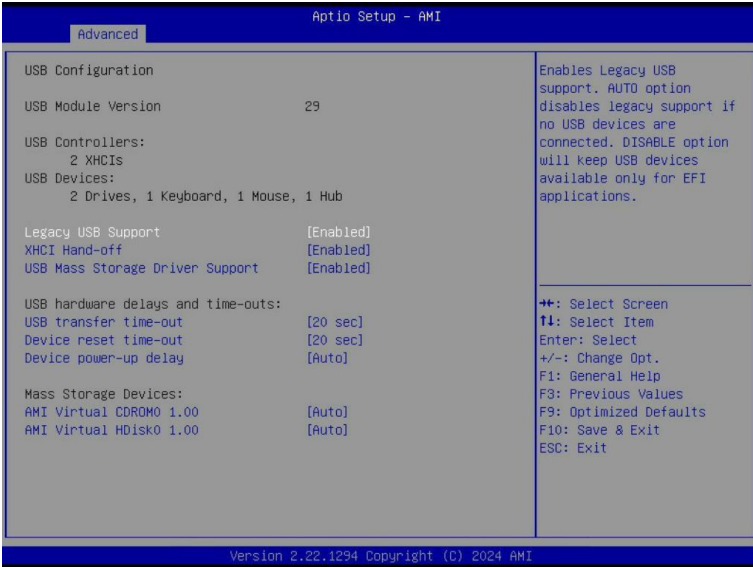 Aptio Setup – AMI
Advanced
USB Configuration
USB Module Version 29
USB Controllers:
2 XHCIs
USB Devices:
2 Drives, 1 Keyboard, 1 Mouse, 1 Hub
Legacy USB Support [Enabled]
XHCI Hand-off [Enabled]
USB Mass Storage Driver Support [Enabled]
USB hardware delays and time-outs:
USB transfer time-out [20 sec]
Device reset time-out [20 sec]
Device power-up delay [Auto]
Mass Storage Devices:
AMI Virtual CDROM0 1.00 [Auto]
AMI Virtual HDisk0 1.00 [Auto]
Enables Legacy USB
support. AUTO option
disables legacy support if
no USB devices are
connected. DISABLE option
will keep USB devices
available only for EFI
applications.
→←: Select Screen
↑↓: Select Item
Enter: Select
+/-: Change Opt.
F1: General Help
F3: Previous Values
F9: Optimized Defaults
F10: Save & Exit
ESC: Exit
Version 2.22.1294 Copyright (C) 2024 AMI